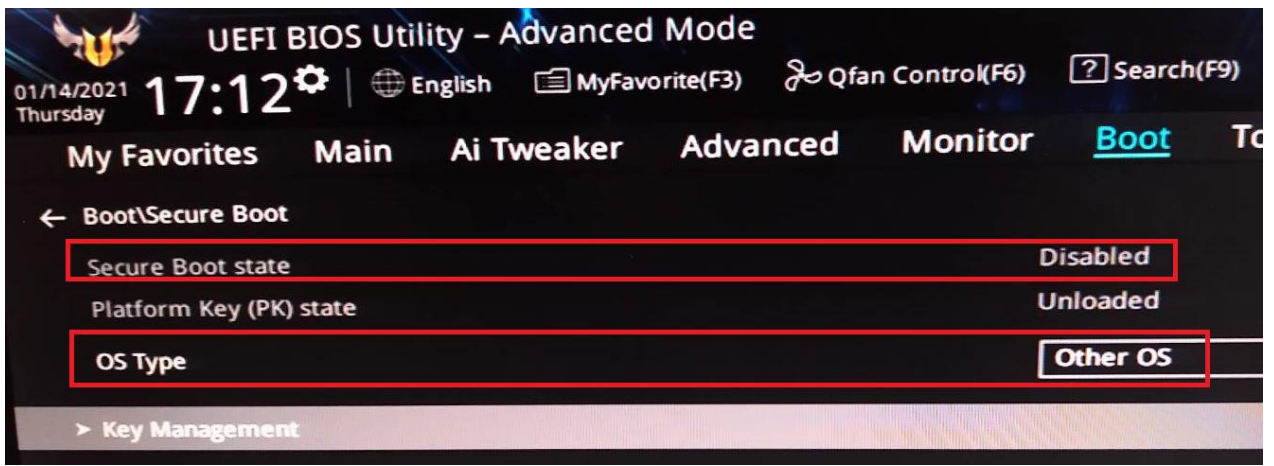 UEFI BIOS Utility – Advanced Mode
01/14/2021 17:12 English MyFavorite(F3) Qfan Control(F6) ? Search(F9)
Thursday
My Favorites Main Ai Tweaker Advanced Monitor Boot To
← Boot\Secure Boot
Secure Boot state Disabled
Platform Key (PK) state Unloaded
OS Type Other OS
> Key Management